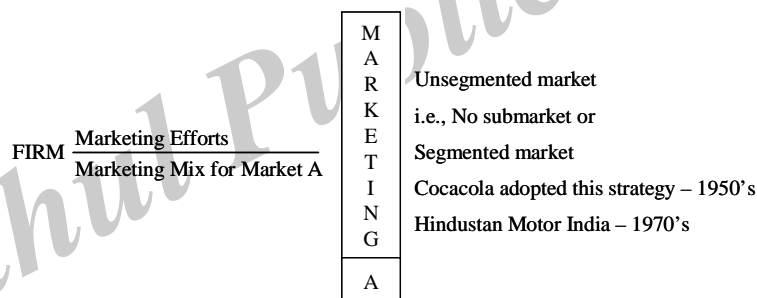 FIRM
Marketing Efforts
Marketing Mix for Market A
M
A
R
K
E
T
I
N
G
A
Unsegmented market
i.e., No submarket or
Segmented market
Cocacola adopted this strategy – 1950's
Hindustan Motor India – 1970's